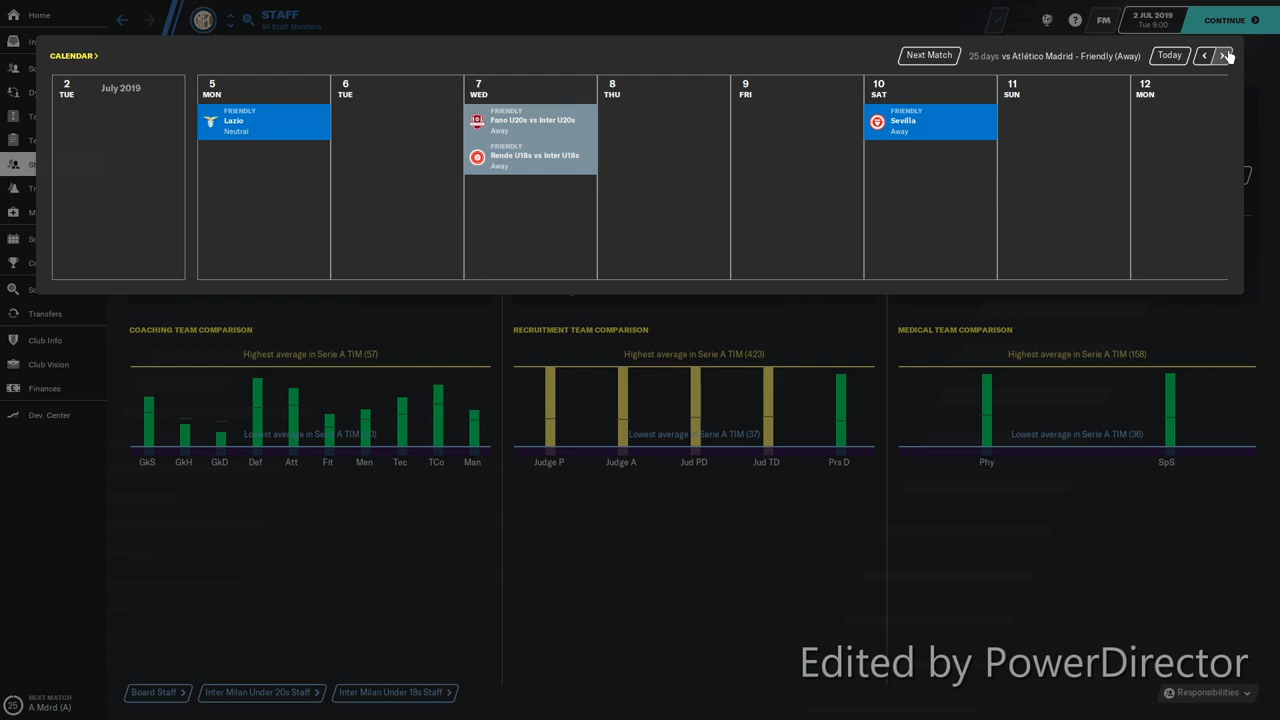 Home
STAFF
84 Staff Members
FM
2 JUL 2019
Tue 9:00
CONTINUE
CALENDAR >
Next Match
25 days vs Atlético Madrid - Friendly (Away)
Today
2
TUE
July 2019
5
MON
6
TUE
7
WED
8
THU
9
FRI
10
SAT
11
SUN
12
MON
FRIENDLY
Lazio
Neutral
FRIENDLY
Fano U20s vs Inter U20s
Away
FRIENDLY
Rende U18s vs Inter U18s
Away
FRIENDLY
Sevilla
Away
Transfers
Club Info
Club Vision
Finances
Dev. Center
COACHING TEAM COMPARISON
Highest average in Serie A TIM (57)
GkS GkH GkD Def Att Fit Men Tec TCo Man
RECRUITMENT TEAM COMPARISON
Highest average in Serie A TIM (423)
Lowest average in Serie A TIM (37)
Judge P Judge A Jud PD Jud TD Prs D
MEDICAL TEAM COMPARISON
Highest average in Serie A TIM (158)
Lowest average in Serie A TIM (36)
Phy SpS
Edited by PowerDirector
Board Staff >
Inter Milan Under 20s Staff >
Inter Milan Under 18s Staff >
Responsibilities
25
NEXT MATCH
A Mdrd (A)